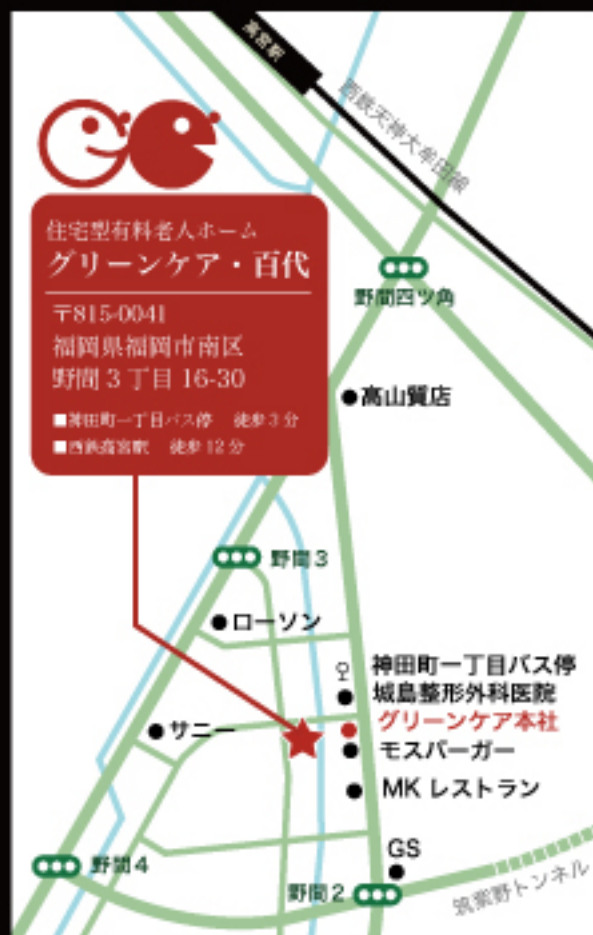 高宮駅
西鉄天神大牟田線
住宅型有料老人ホーム
グリーンケア・百代
〒815-0041
福岡県福岡市南区
野間3丁目16-30
■神田町一丁目バス停 徒歩3分
■西鉄高宮駅 徒歩12分
野間四ツ角
高山質店
野間3
ローソン
神田町一丁目バス停
城島整形外科医院
グリーンケア本社
サニー
モスバーガー
MKレストラン
GS
野間4
野間2
筑紫野トンネル